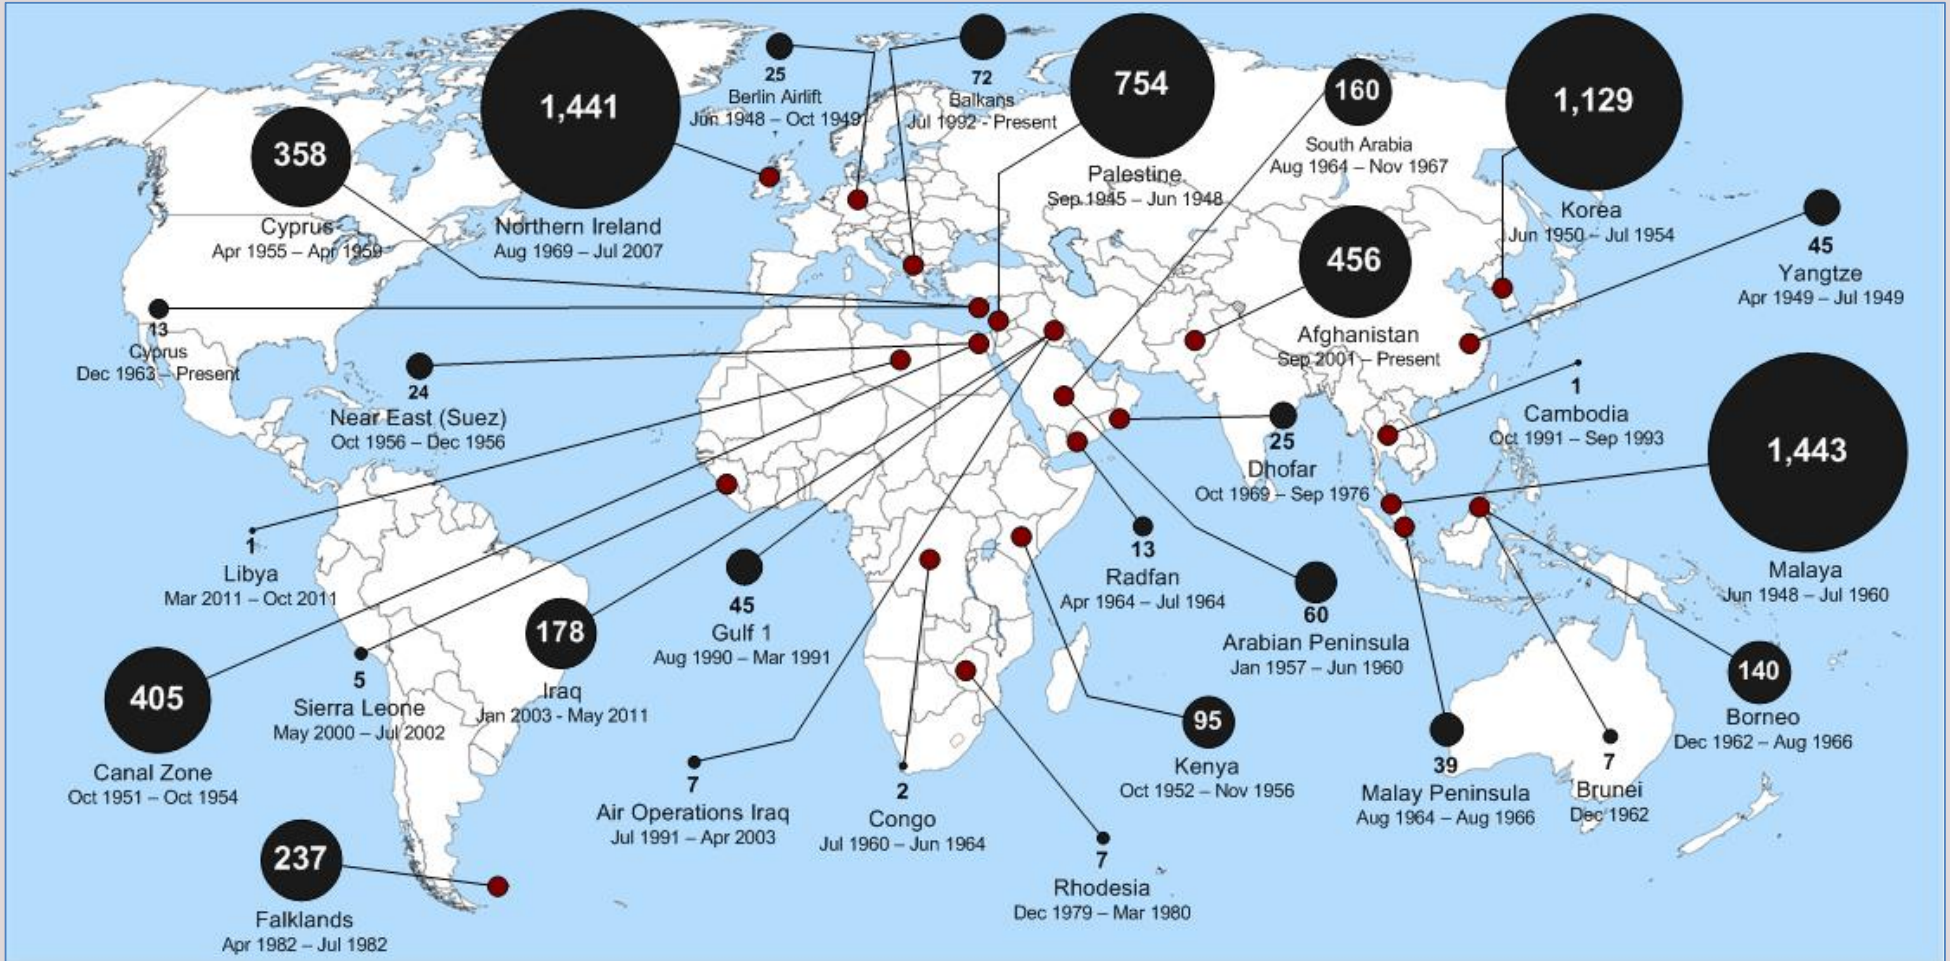 1,441
Northern Ireland
Aug 1969 – Jul 2007
25
Berlin Airlift
Jun 1948 – Oct 1949
72
Balkans
Jul 1992 - Present
754
Palestine
Sep 1945 – Jun 1948
160
South Arabia
Aug 1964 – Nov 1967
1,129
Korea
Jun 1950 – Jul 1954
358
Cyprus
Apr 1955 – Apr 1959
456
Afghanistan
Sep 2001 – Present
45
Yangtze
Apr 1949 – Jul 1949
13
Cyprus
Dec 1963 – Present
24
Near East (Suez)
Oct 1956 – Dec 1956
1
Cambodia
Oct 1991 – Sep 1993
25
Dhofar
Oct 1969 – Sep 1976
1,443
Malaya
Jun 1948 – Jul 1960
1
Libya
Mar 2011 – Oct 2011
13
Radfan
Apr 1964 – Jul 1964
45
Gulf 1
Aug 1990 – Mar 1991
60
Arabian Peninsula
Jan 1957 – Jun 1960
178
Iraq
Jan 2003 - May 2011
5
Sierra Leone
May 2000 – Jul 2002
405
Canal Zone
Oct 1951 – Oct 1954
140
Borneo
Dec 1962 – Aug 1966
95
Kenya
Oct 1952 – Nov 1956
39
Malay Peninsula
Aug 1964 – Aug 1966
7
Brunei
Dec 1962
7
Air Operations Iraq
Jul 1991 – Apr 2003
2
Congo
Jul 1960 – Jun 1964
7
Rhodesia
Dec 1979 – Mar 1980
237
Falklands
Apr 1982 – Jul 1982